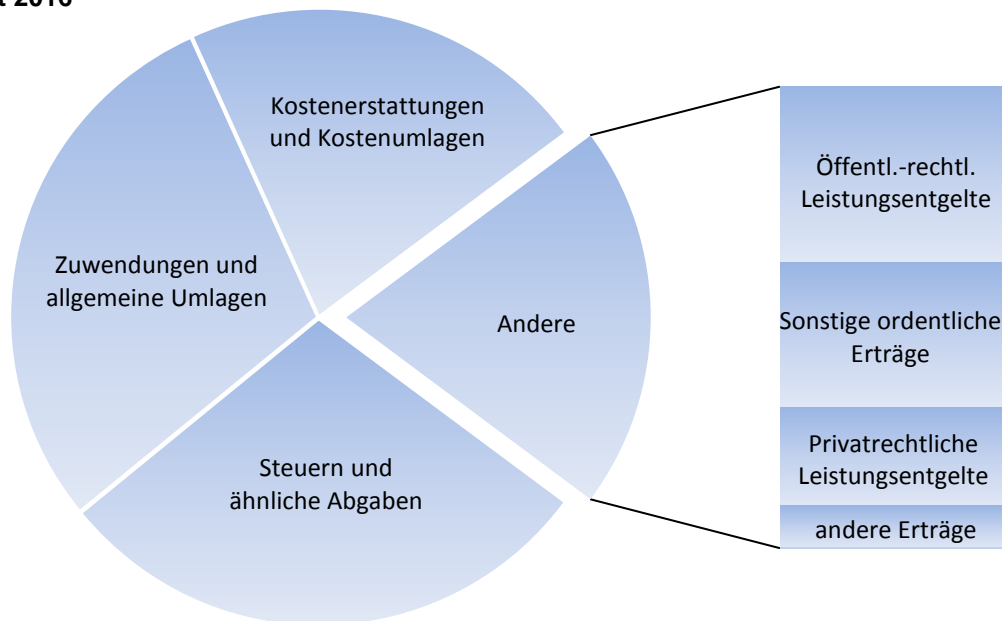 2016
Kostenerstattungen
und Kostenumlagen
Zuwendungen und
allgemeine Umlagen
Andere
Steuern und
ähnliche Abgaben
Öffentl.-rechtl.
Leistungsentgelte
Sonstige ordentliche
Erträge
Privatrechtliche
Leistungsentgelte
andere Erträge